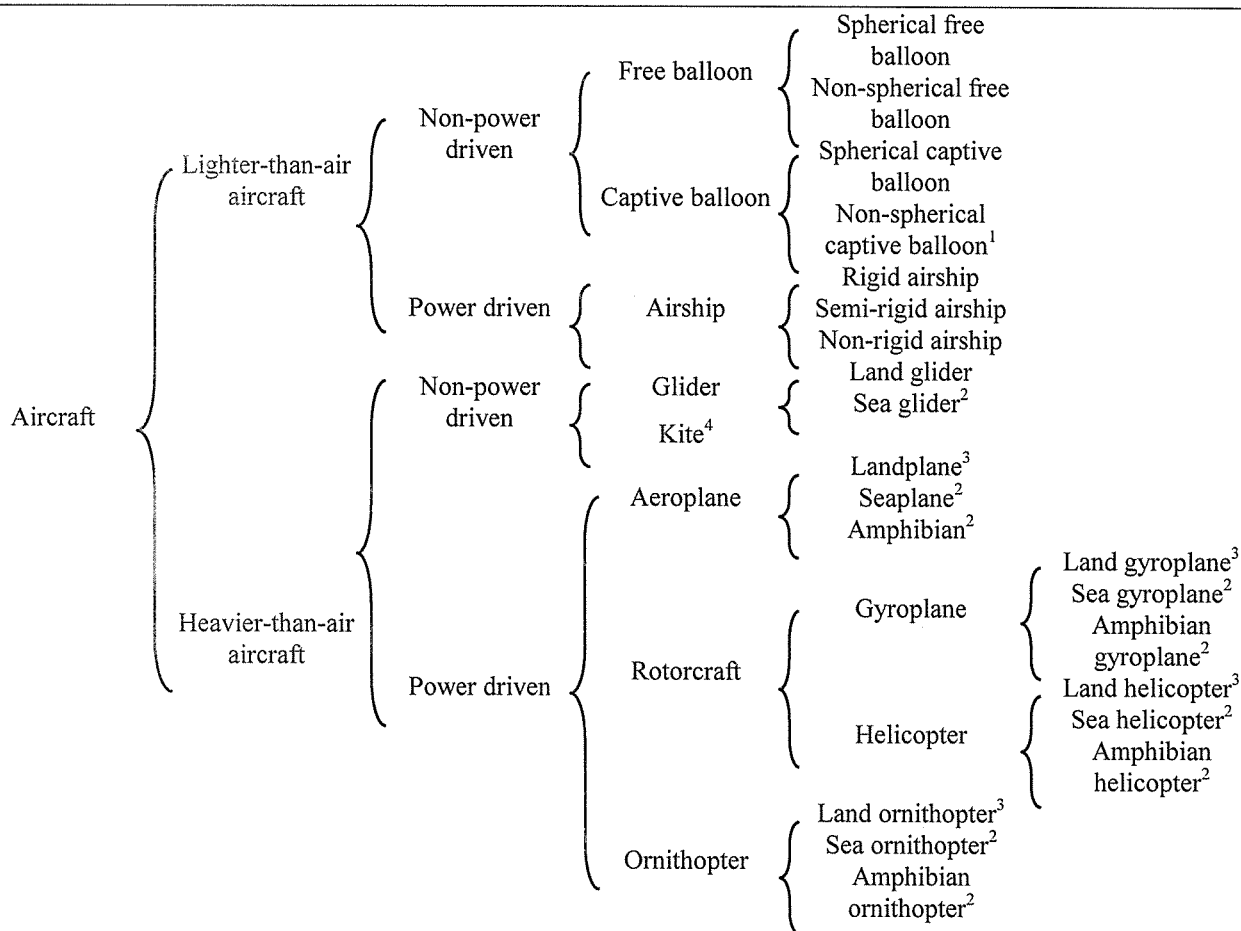 Aircraft
Lighter-than-air
aircraft
Non-power
driven
Free balloon
Spherical free
balloon
Non-spherical free
balloon
Captive balloon
Spherical captive
balloon
Non-spherical
captive balloon¹
Power driven
Airship
Rigid airship
Semi-rigid airship
Non-rigid airship
Heavier-than-air
aircraft
Non-power
driven
Glider
Land glider
Sea glider²
Kite⁴
Power driven
Aeroplane
Landplane³
Seaplane²
Amphibian²
Rotorcraft
Gyroplane
Land gyroplane³
Sea gyroplane²
Amphibian
gyroplane²
Helicopter
Land helicopter³
Sea helicopter²
Amphibian
helicopter²
Ornithopter
Land ornithopter³
Sea ornithopter²
Amphibian
ornithopter²